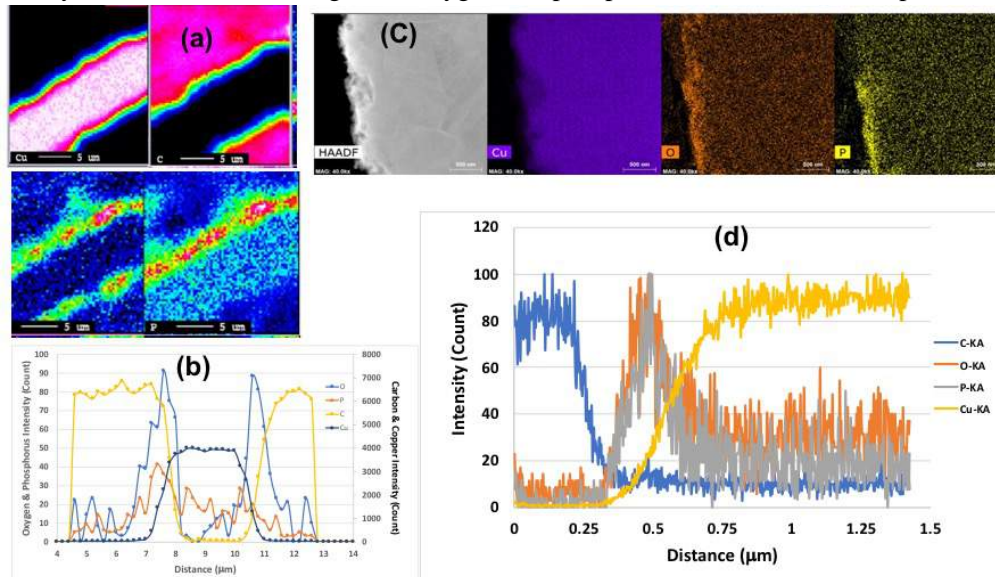 (a)
Cu 5 um
C 5 um
5 um
P 5 um
(C)
HAADF
MAG: 40.0kx 500 nm
Cu
MAG: 40.0kx 500 nm
O
MAG: 40.0kx 500 nm
P
MAG: 40.0kx 500 nm
(b)
Oxygen & Phosphorus Intensity (Count)
100
90
80
70
60
50
40
30
20
10
0
4 5 6 7 8 9 10 11 12 13 14
Distance (μm)
8000
7000
6000
5000
4000
3000
2000
1000
0
Carbon & Copper Intensity (Count)
O
P
C
Cu
(d)
Intensity (Count)
120
100
80
60
40
20
0
0 0.25 0.5 0.75 1 1.25 1.5
Distance (μm)
C-KA
O-KA
P-KA
Cu-KA